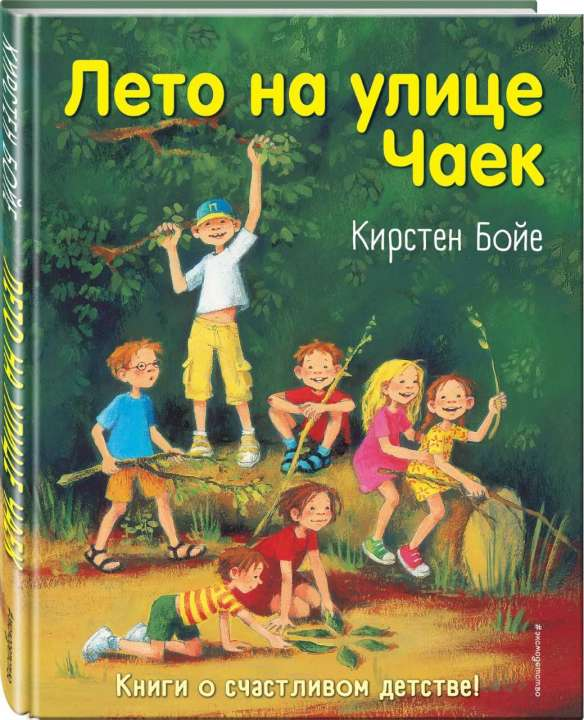 Лето на улице
Чаек
Кирстен Бойе
Книги о счастливом детстве!
#эксмодетство
КИРСТЕН БОЙЕ
ЛЕТО НА УЛИЦЕ ЧАЕК
П